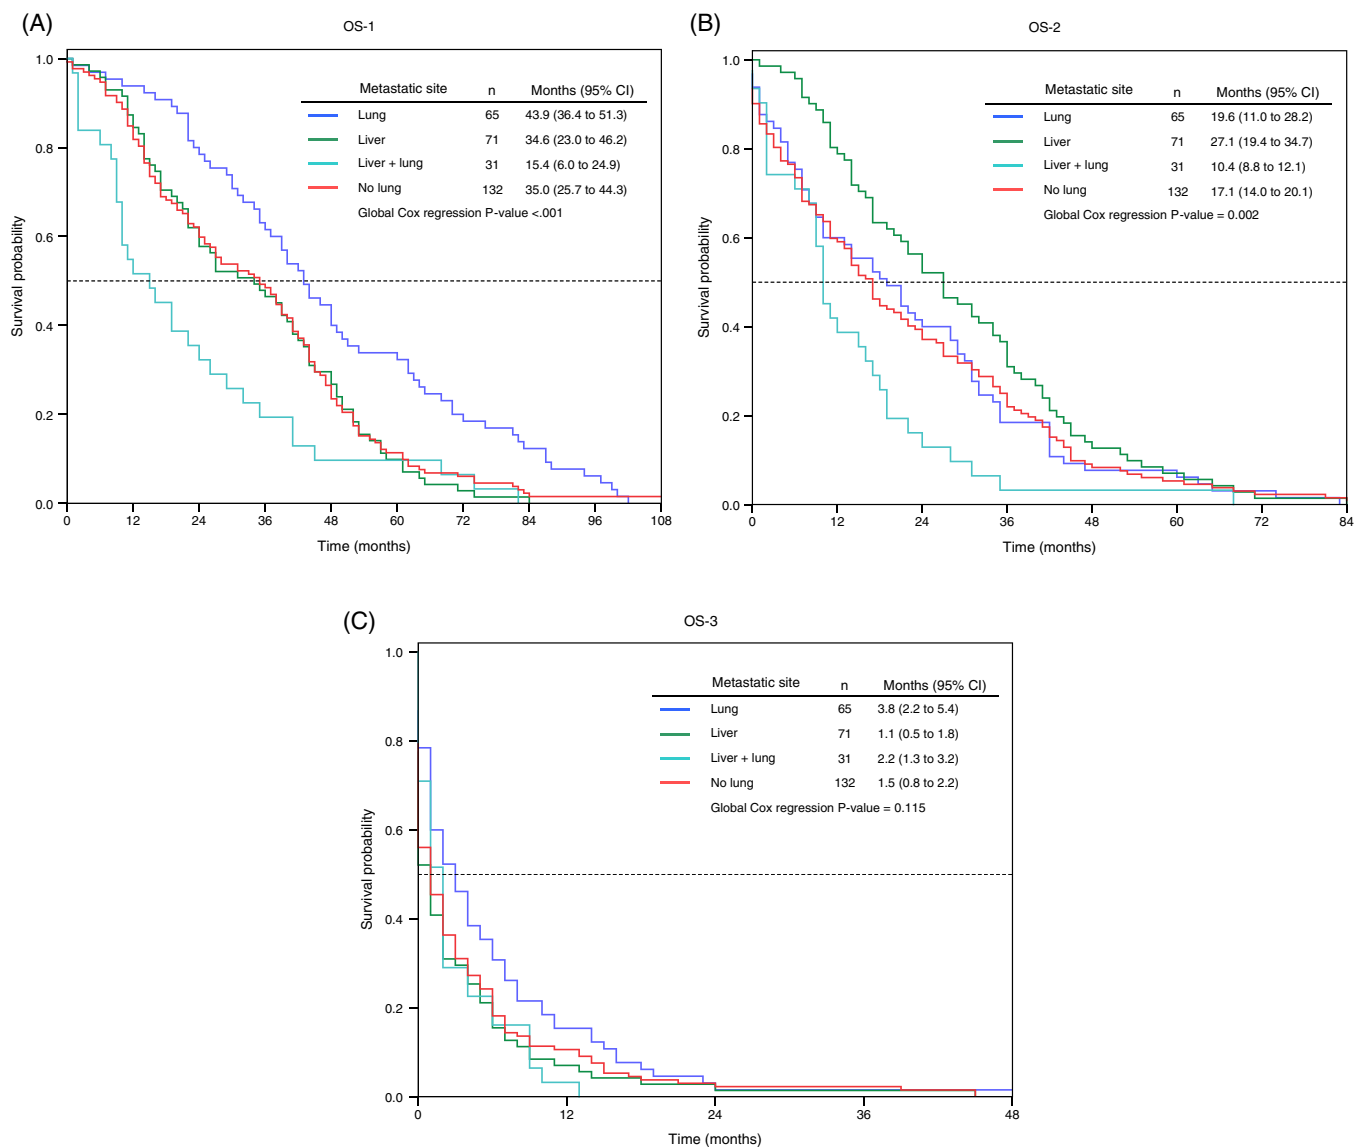 (A)
OS-1
Survival probability
1.0
0.8
0.6
0.4
0.2
0.0
Metastatic site n Months (95% CI)
Lung 65 43.9 (36.4 to 51.3)
Liver 71 34.6 (23.0 to 46.2)
Liver + lung 31 15.4 (6.0 to 24.9)
No lung 132 35.0 (25.7 to 44.3)
Global Cox regression P-value <.001
0 12 24 36 48 60 72 84 96 108
Time (months)
(B)
OS-2
Survival probability
1.0
0.8
0.6
0.4
0.2
0.0
Metastatic site n Months (95% CI)
Lung 65 19.6 (11.0 to 28.2)
Liver 71 27.1 (19.4 to 34.7)
Liver + lung 31 10.4 (8.8 to 12.1)
No lung 132 17.1 (14.0 to 20.1)
Global Cox regression P-value = 0.002
0 12 24 36 48 60 72 84
Time (months)
(C)
OS-3
Survival probability
1.0
0.8
0.6
0.4
0.2
0.0
Metastatic site n Months (95% CI)
Lung 65 3.8 (2.2 to 5.4)
Liver 71 1.1 (0.5 to 1.8)
Liver + lung 31 2.2 (1.3 to 3.2)
No lung 132 1.5 (0.8 to 2.2)
Global Cox regression P-value = 0.115
0 12 24 36 48
Time (months)